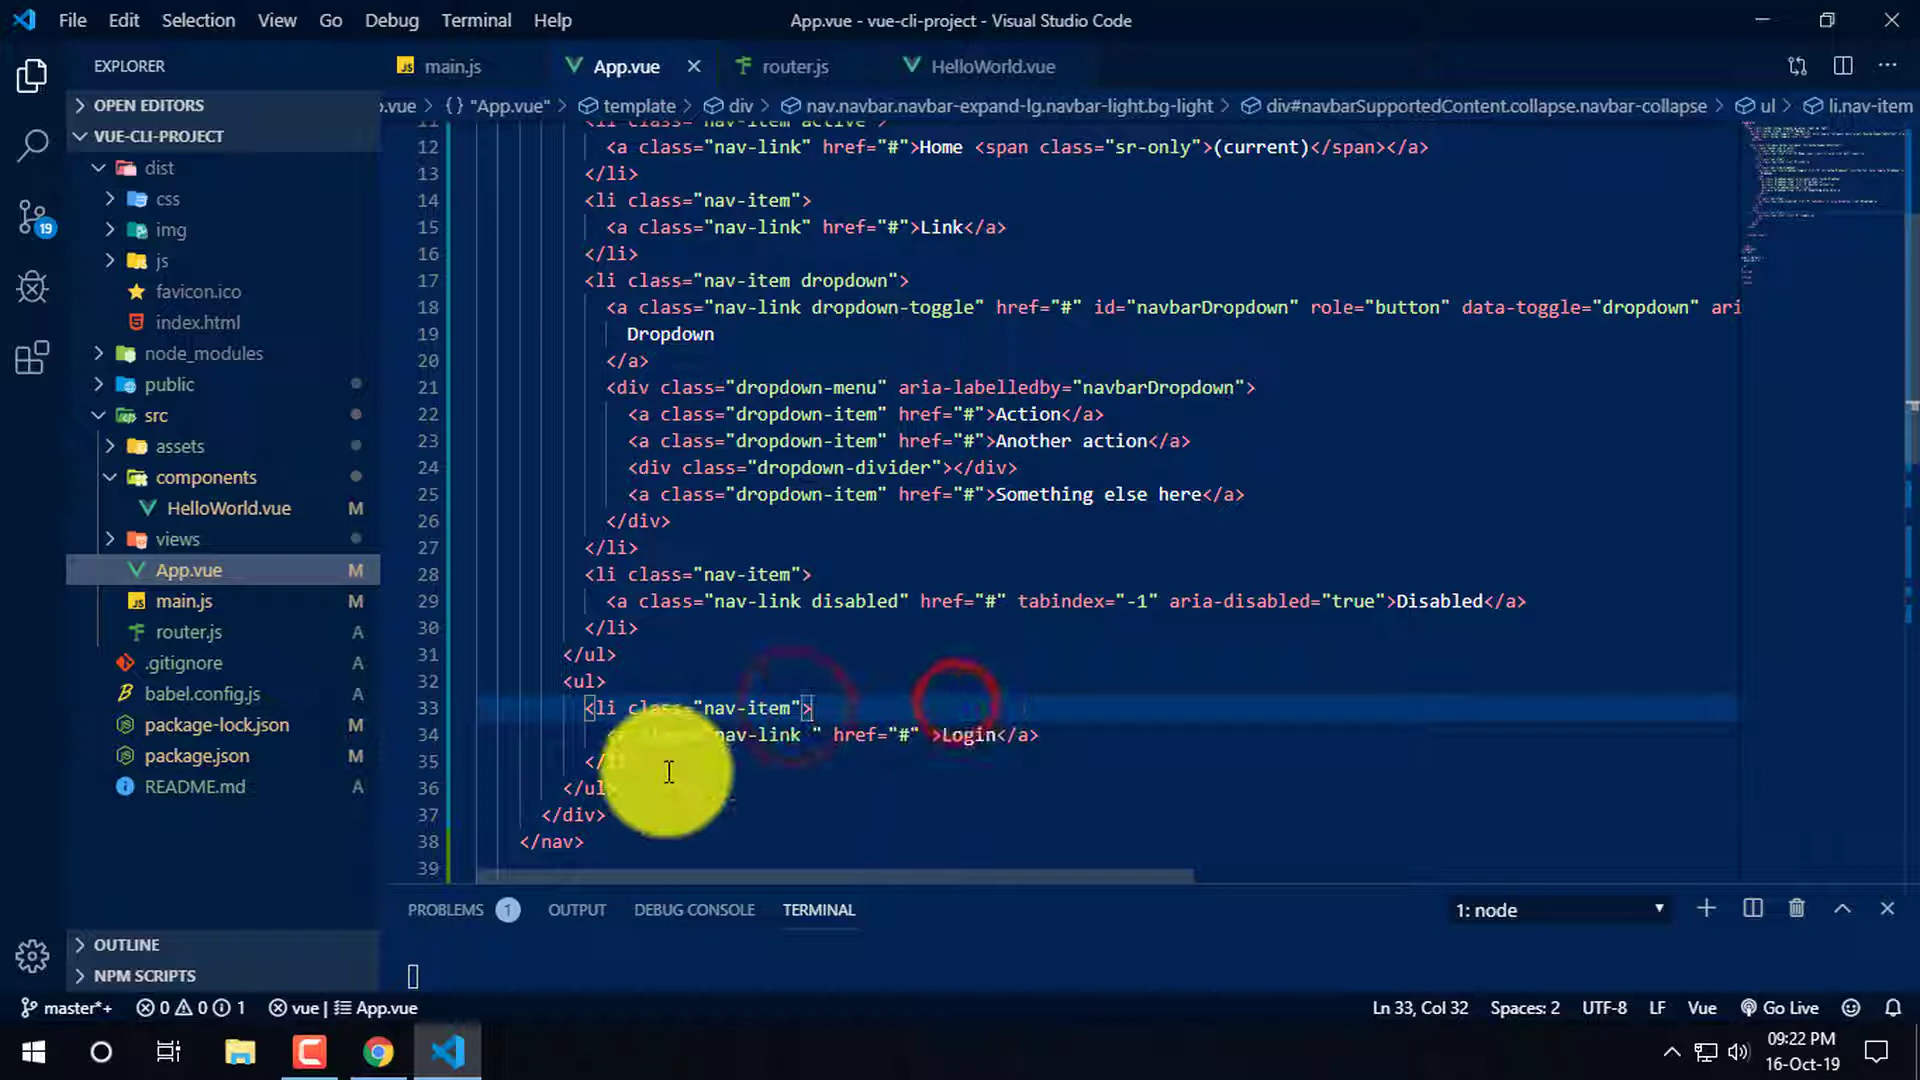 File Edit Selection View Go Debug Terminal Help
App.vue - vue-cli-project - Visual Studio Code
EXPLORER
main.js
App.vue
router.js
HelloWorld.vue
OPEN EDITORS
.vue > {} "App.vue" > template > div > nav.navbar.navbar-expand-lg.navbar-light.bg-light > div#navbarSupportedContent.collapse.navbar-collapse > ul > li.nav-item
VUE-CLI-PROJECT
dist
css
img
js
favicon.ico
index.html
node_modules
public
src
assets
components
HelloWorld.vue M
views
App.vue M
main.js M
router.js A
.gitignore A
babel.config.js A
package-lock.json M
package.json M
README.md A
OUTLINE
NPM SCRIPTS
19
11 <li class="nav-item active">
12 <a class="nav-link" href="#">Home <span class="sr-only">(current)</span></a>
13 </li>
14 <li class="nav-item">
15 <a class="nav-link" href="#">Link</a>
16 </li>
17 <li class="nav-item dropdown">
18 <a class="nav-link dropdown-toggle" href="#" id="navbarDropdown" role="button" data-toggle="dropdown" ari
19 Dropdown
20 </a>
21 <div class="dropdown-menu" aria-labelledby="navbarDropdown">
22 <a class="dropdown-item" href="#">Action</a>
23 <a class="dropdown-item" href="#">Another action</a>
24 <div class="dropdown-divider"></div>
25 <a class="dropdown-item" href="#">Something else here</a>
26 </div>
27 </li>
28 <li class="nav-item">
29 <a class="nav-link disabled" href="#" tabindex="-1" aria-disabled="true">Disabled</a>
30 </li>
31 </ul>
32 <ul>
33 <li class="nav-item">
34 nav-link " href="#" >Login</a>
35 </li
36 </ul>
37 </div>
38 </nav>
39
PROBLEMS 1 OUTPUT DEBUG CONSOLE TERMINAL
1: node
master*+ 0 0 1 vue | App.vue
Ln 33, Col 32 Spaces: 2 UTF-8 LF Vue Go Live
09:22 PM
16-Oct-19